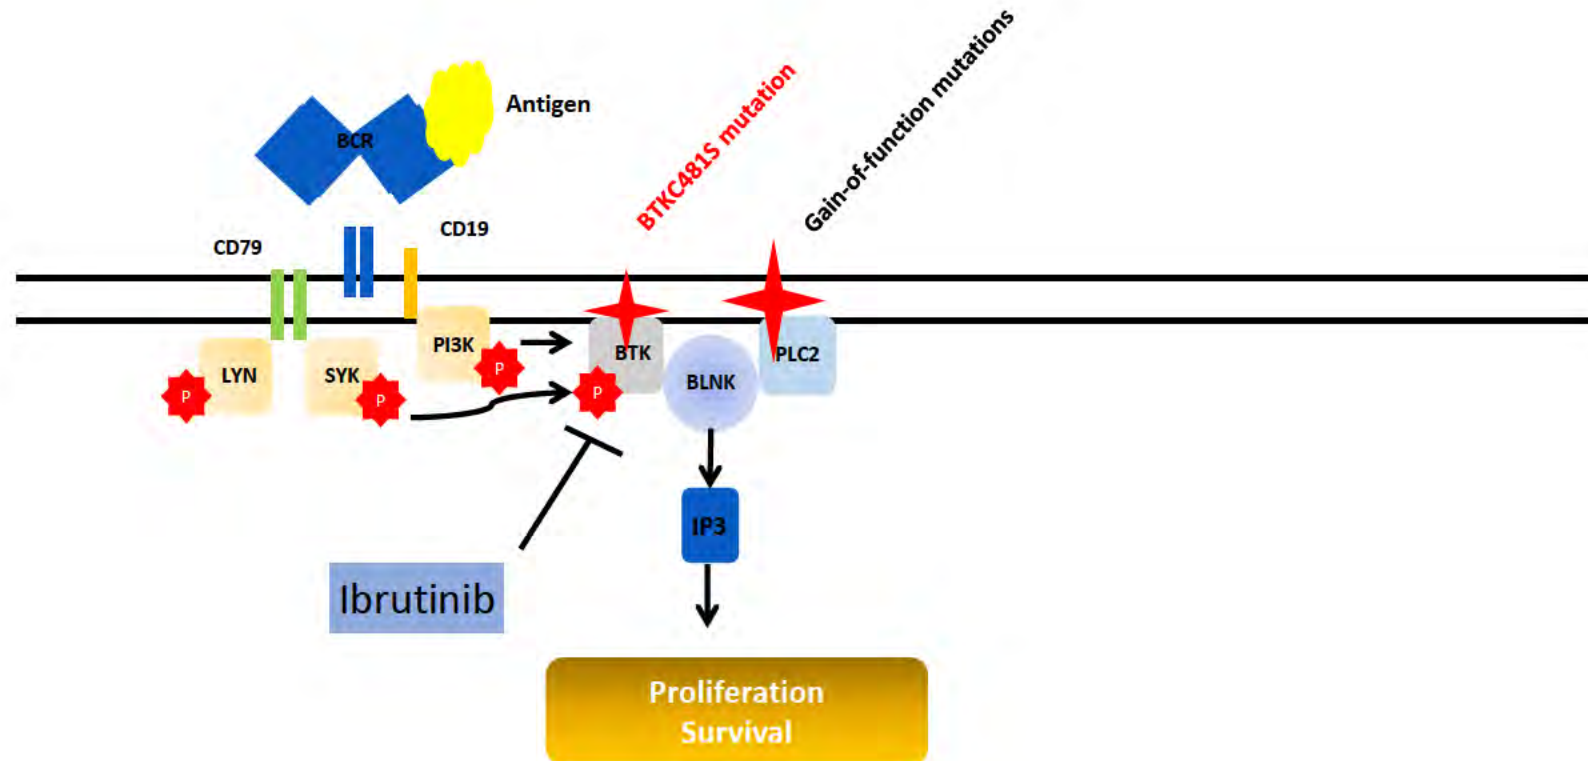 Gain-of-function mutations
BTKC481S mutation
Antigen
BCR
CD19
CD79
PI3K
BTK
PLC2
LYN
SYK
BLNK
P
P
P
P
IP3
Ibrutinib
Proliferation
Survival